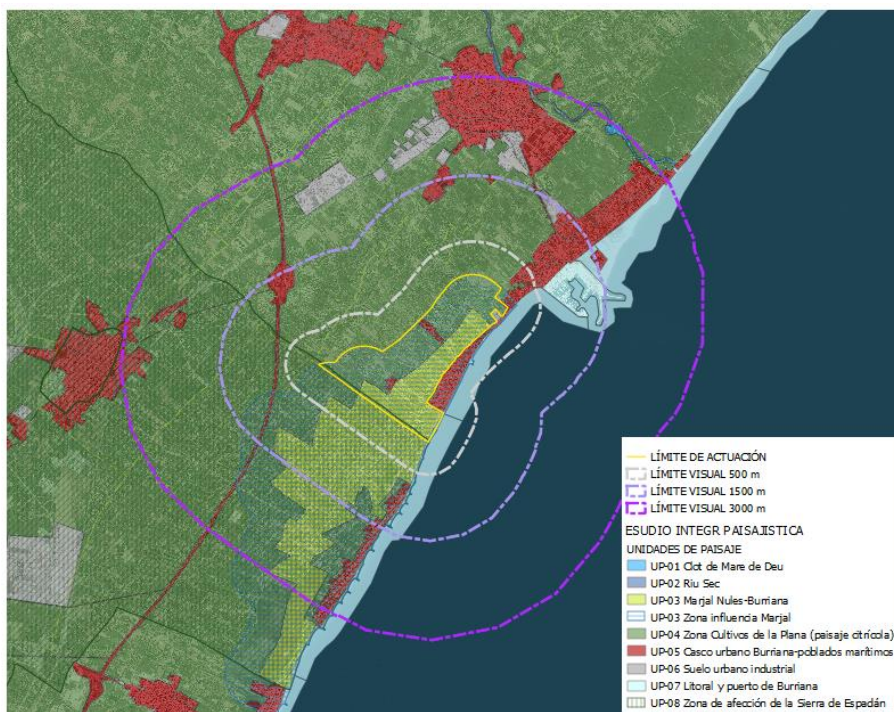 LÍMITE DE ACTUACIÓN
LÍMITE VISUAL 500 m
LÍMITE VISUAL 1500 m
LÍMITE VISUAL 3000 m
ESUDIO INTEGR PAISAJISTICA
UNIDADES DE PAISAJE
UP-01 Clot de Mare de Deu
UP-02 Riu Sec
UP-03 Marjal Nules-Burriana
UP-03 Zona influencia Marjal
UP-04 Zona Cultivos de la Plana (paisaje citrícola)
UP-05 Casco urbano Burriana-poblados marítimos
UP-06 Suelo urbano industrial
UP-07 Litoral y puerto de Burriana
UP-08 Zona de afección de la Sierra de Espadán